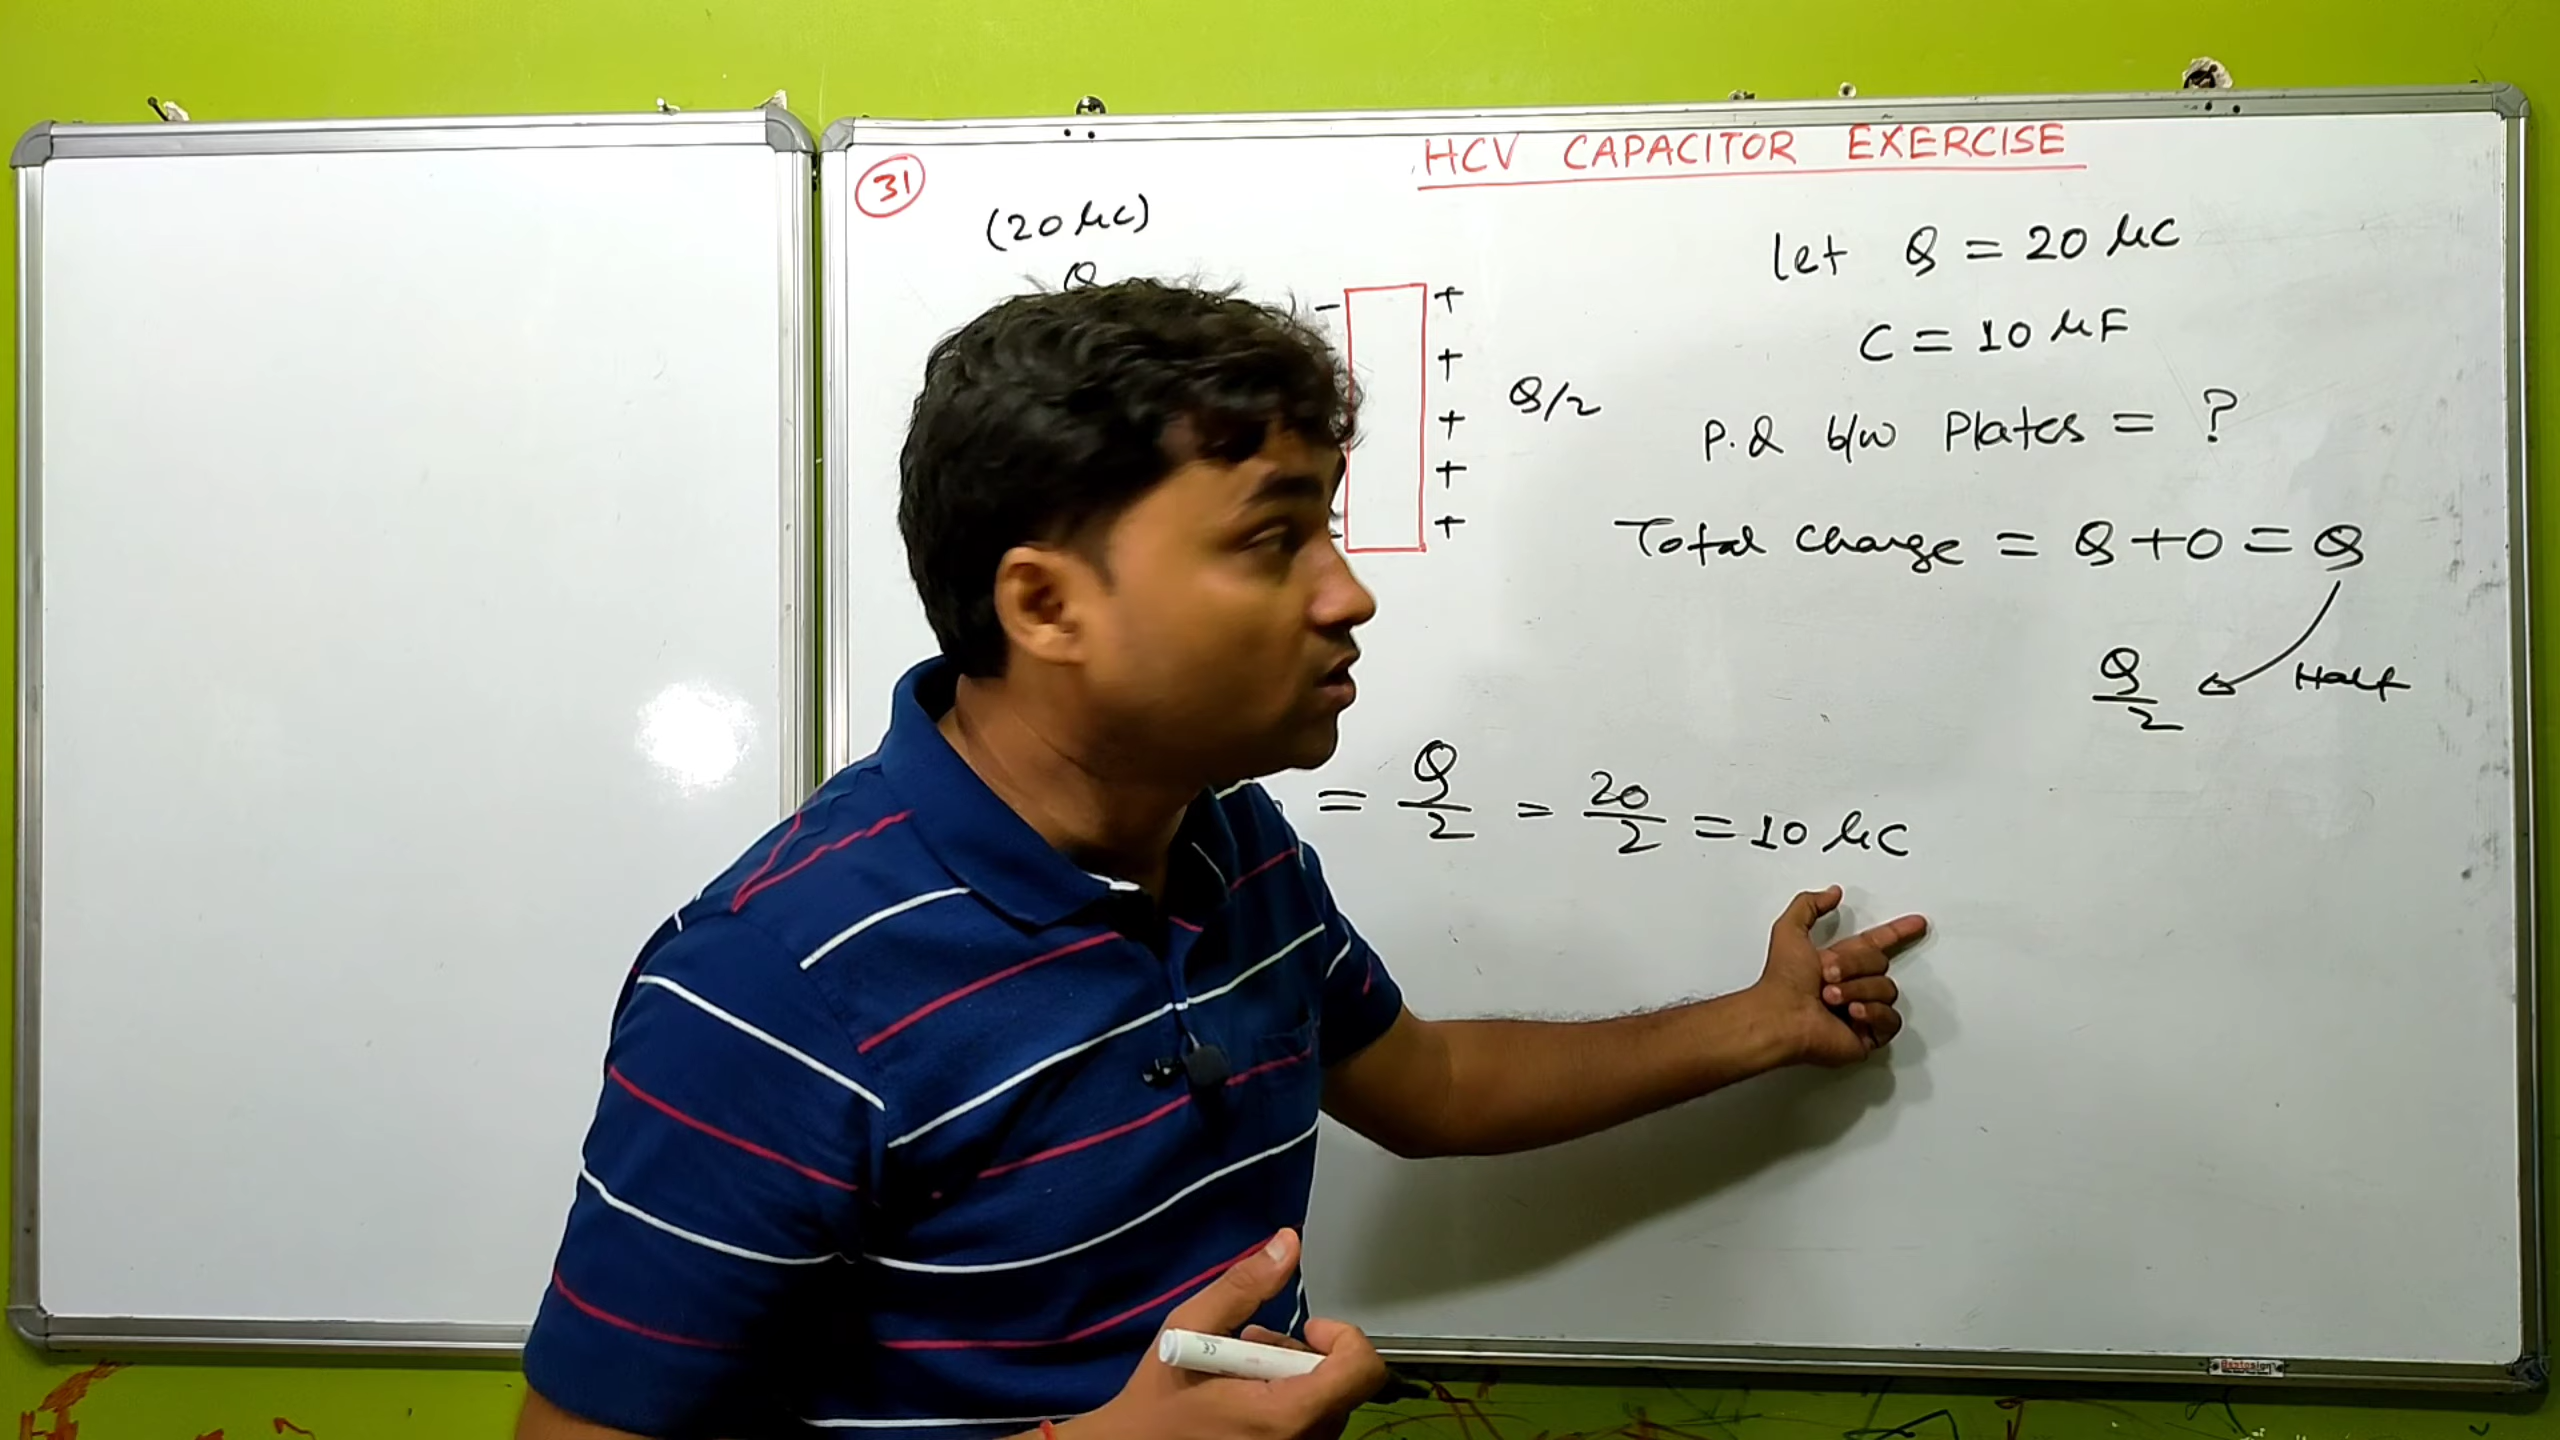 HCV CAPACITOR EXERCISE
31
(20 μC)
Q
- +
+
+
+
- +
Q/2
let Q = 20 μC
C = 10 μF
P.d b/w Plates = ?
Total charge = Q + 0 = Q
Q/2 ← Half
= Q/2 = 20/2 = 10 μC